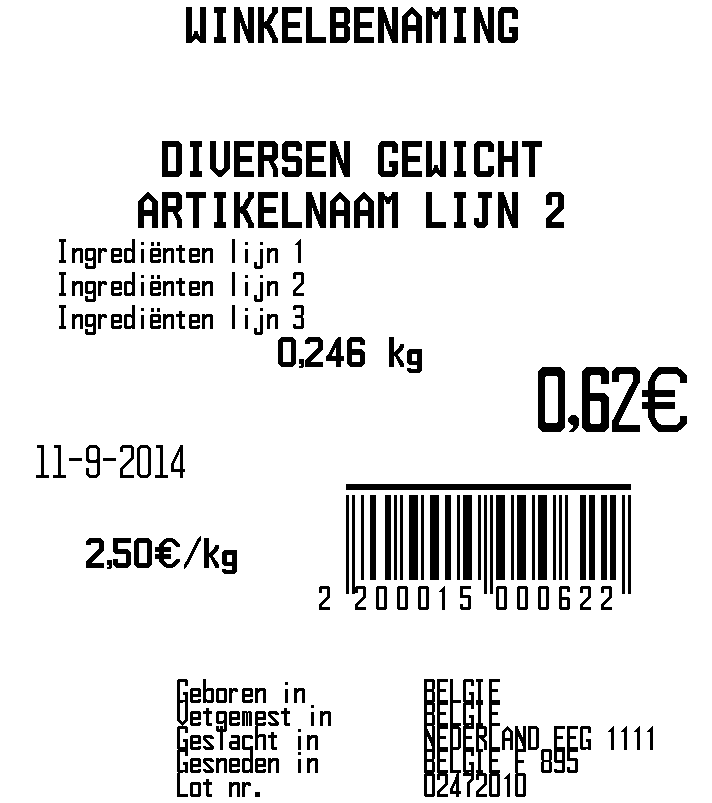 WINKELBENAMING
DIVERSEN GEWICHT
ARTIKELNAAM LIJN 2
Ingrediënten lijn 1
Ingrediënten lijn 2
Ingrediënten lijn 3
0,246 kg
0,62€
11-9-2014
2,50€/kg
2 200015 000622
Geboren in BELGIE
Vetgemest in BELGIE
Geslacht in NEDERLAND EEG 1111
Gesneden in BELGIE F 895
Lot nr. 02472010